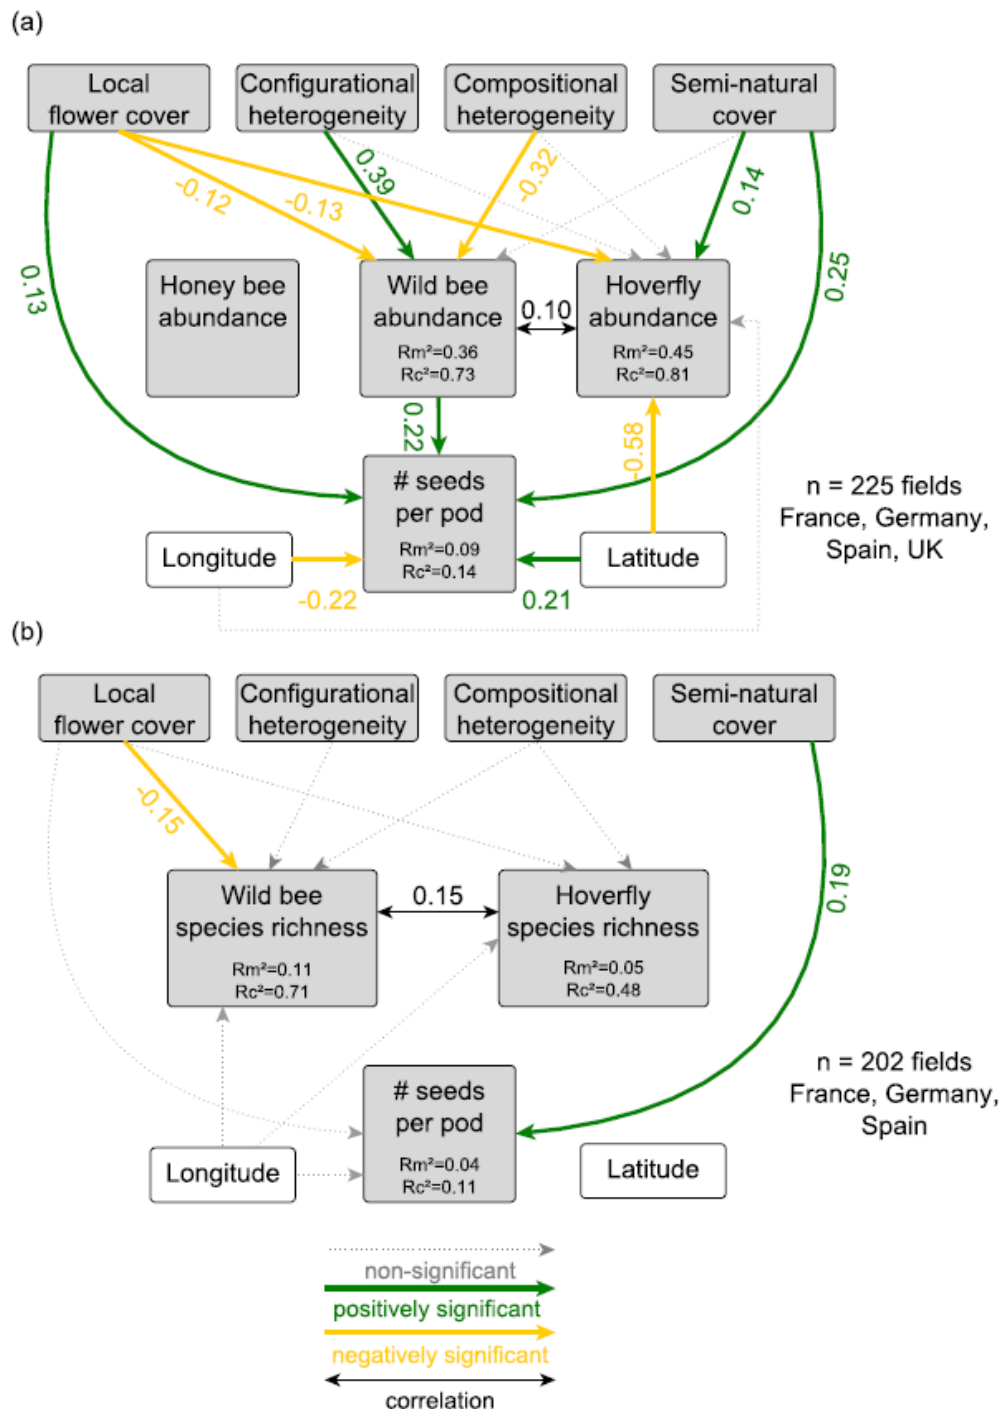 (a)
Local
flower cover
Configurational
heterogeneity
Compositional
heterogeneity
Semi-natural
cover
-0.12
-0.13
0.39
-0.32
0.14
0.13
0.25
Honey bee
abundance
Wild bee
abundance
Rm²=0.36
Rc²=0.73
0.10
Hoverfly
abundance
Rm²=0.45
Rc²=0.81
0.22
-0.58
# seeds
per pod
Rm²=0.09
Rc²=0.14
Longitude
-0.22
Latitude
0.21
n = 225 fields
France, Germany,
Spain, UK
(b)
Local
flower cover
Configurational
heterogeneity
Compositional
heterogeneity
Semi-natural
cover
-0.15
0.19
Wild bee
species richness
Rm²=0.11
Rc²=0.71
0.15
Hoverfly
species richness
Rm²=0.05
Rc²=0.48
# seeds
per pod
Rm²=0.04
Rc²=0.11
Longitude
Latitude
n = 202 fields
France, Germany,
Spain
non-significant
positively significant
negatively significant
correlation